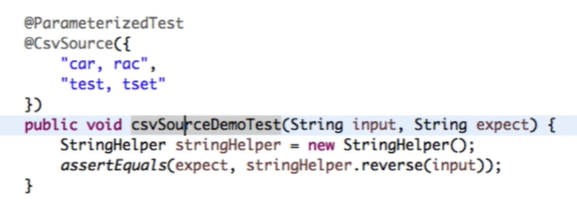 @ParameterizedTest
@CsvSource({
"car, rac",
"test, tset"
})
public void csvSourceDemoTest(String input, String expect) {
StringHelper stringHelper = new StringHelper();
assertEquals(expect, stringHelper.reverse(input));
}